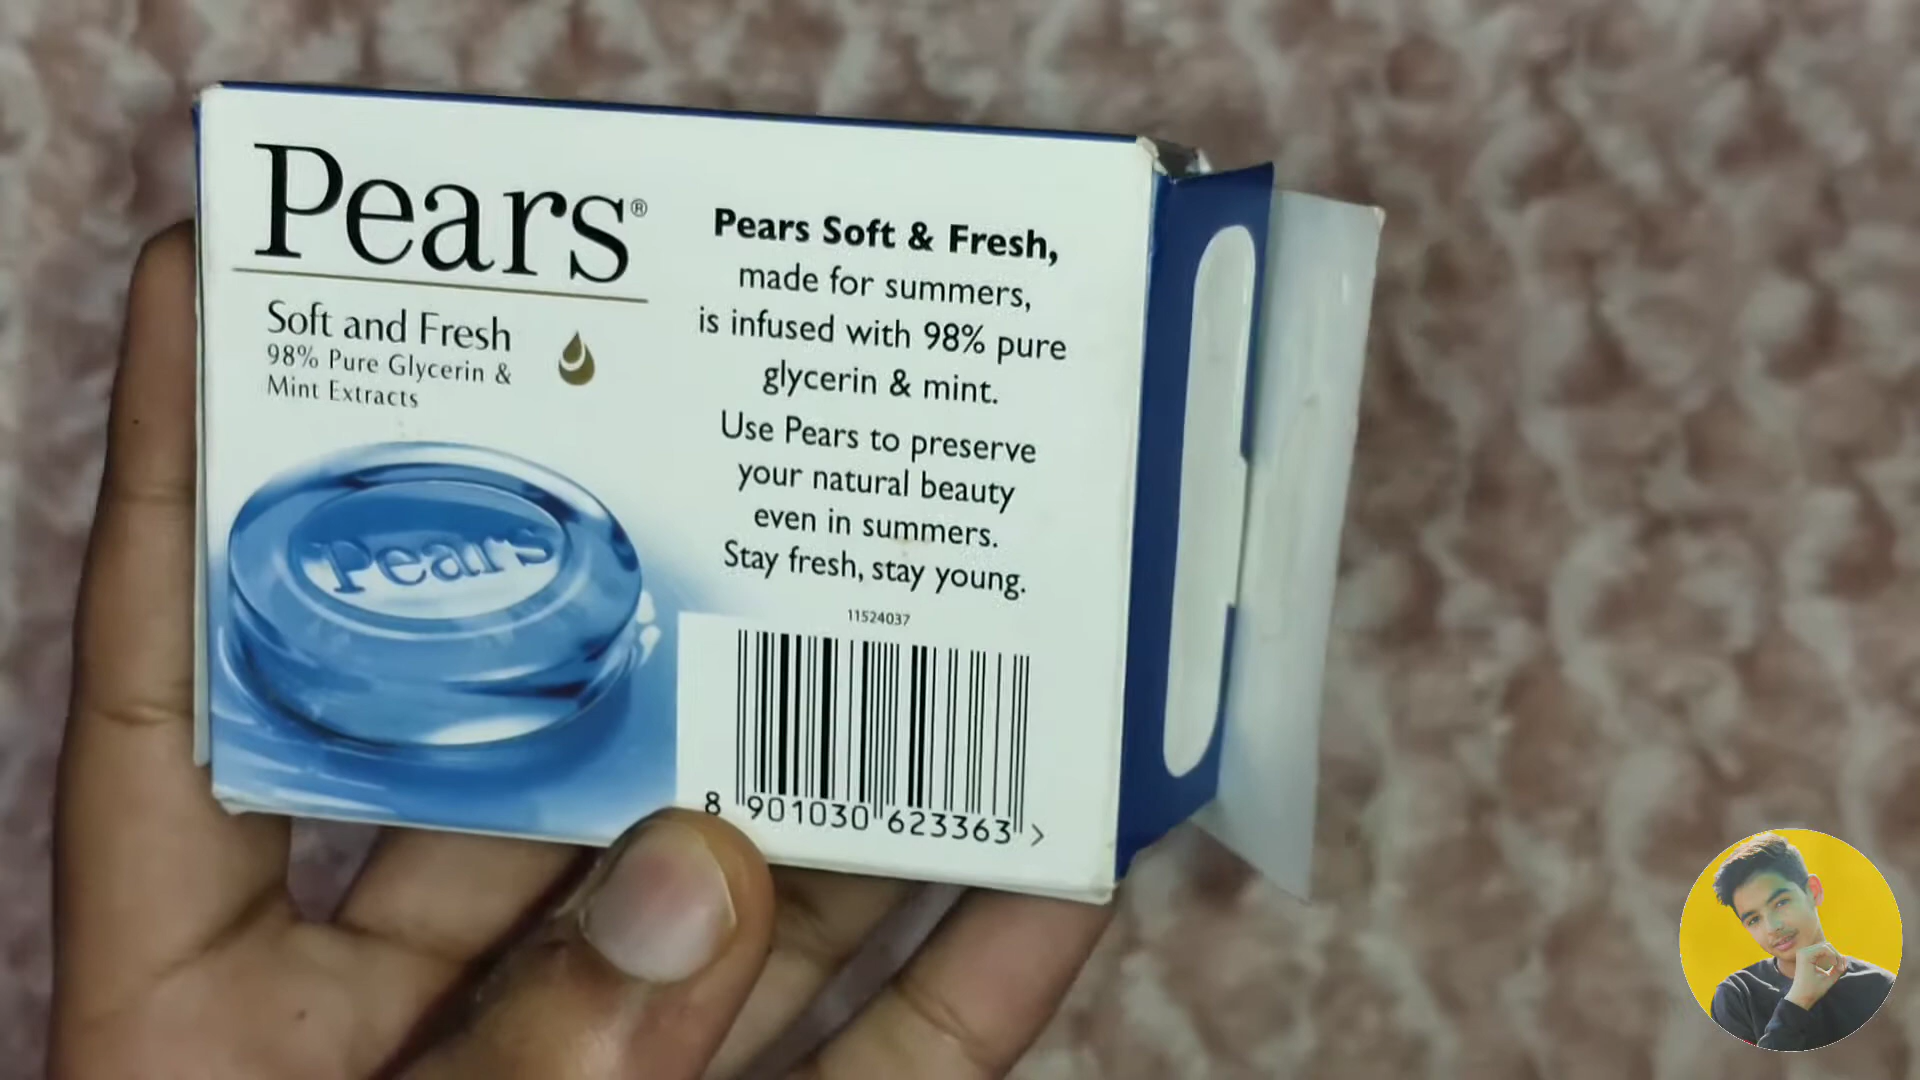 Pears®
Soft and Fresh
98% Pure Glycerin &
Mint Extracts
Pears
Pears Soft & Fresh,
made for summers,
is infused with 98% pure
glycerin & mint.
Use Pears to preserve
your natural beauty
even in summers.
Stay fresh, stay young.
11524037
8 901030 623363 >